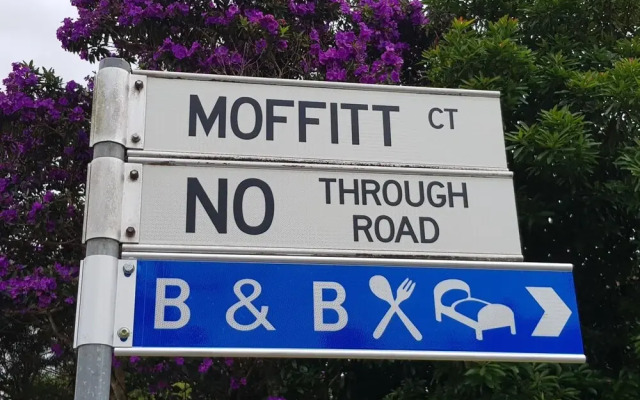 MOFFITT CT
NO THROUGH
ROAD
B & B